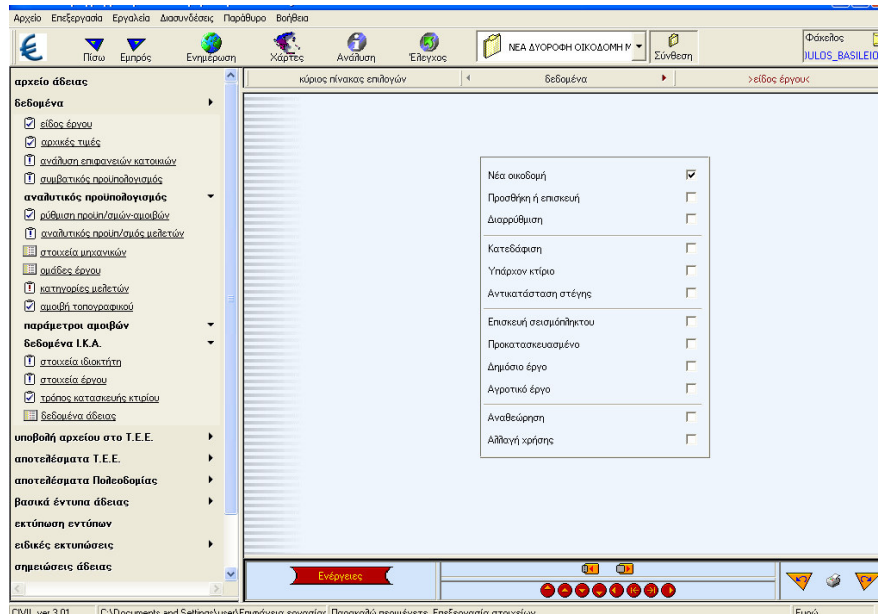 Αρχείο Επεξεργασία Εργαλεία Διασυνδέσεις Παράθυρο Βοήθεια
Πίσω Εμπρός Ενημέρωση Χάρτες Ανάλυση Έλεγχος ΝΕΑ ΔΥΟΡΟΦΗ ΟΙΚΟΔΟΜΗ Μ Σύνθεση Φάκελος
ULOS_BASILEIO
αρχείο άδειας
κύριος πίνακας επιλογών δεδομένα >είδος έργου<
δεδομένα
είδος έργου
αρχικές τιμές
ανάλυση επιφανειών κατοικιών
συμβατικός προϋπολογισμός
αναλυτικός προϋπολογισμός
ρύθμιση προϋπ/σμών-αμοιβών
αναλυτικός προϋπ/σμός μελετών
στοιχεία μηχανικών
ομάδες έργου
κατηγορίες μελετών
αμοιβή τοπογραφικού
παράμετροι αμοιβών
δεδομένα Ι.Κ.Α.
στοιχεία ιδιοκτήτη
στοιχεία έργου
τρόπος κατασκευής κτιρίου
δεδομένα άδειας
υποβολή αρχείου στο Τ.Ε.Ε.
αποτελέσματα Τ.Ε.Ε.
αποτελέσματα Πολεοδομίας
βασικά έντυπα άδειας
εκτύπωση εντύπων
ειδικές εκτυπώσεις
σημειώσεις άδειας
Νέα οικοδομή
Προσθήκη ή επισκευή
Διαρρύθμιση
Κατεδάφιση
Υπάρχον κτίριο
Αντικατάσταση στέγης
Επισκευή σεισμόπληκτου
Προκατασκευασμένο
Δημόσιο έργο
Αγροτικό έργο
Αναθεώρηση
Αλλαγή χρήσης
Ενέργειες
CIVIL ver 3.01 C:\Documents and Settings\user\Επιφάνεια εργασίας Παρακαλώ περιμένετε. Επεξεργασία στοιχείων Ευρώ